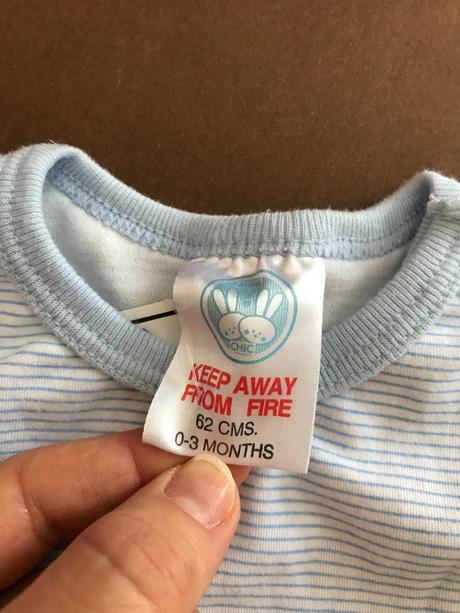 CHIC
KEEP AWAY
FROM FIRE
62 CMS.
0-3 MONTHS